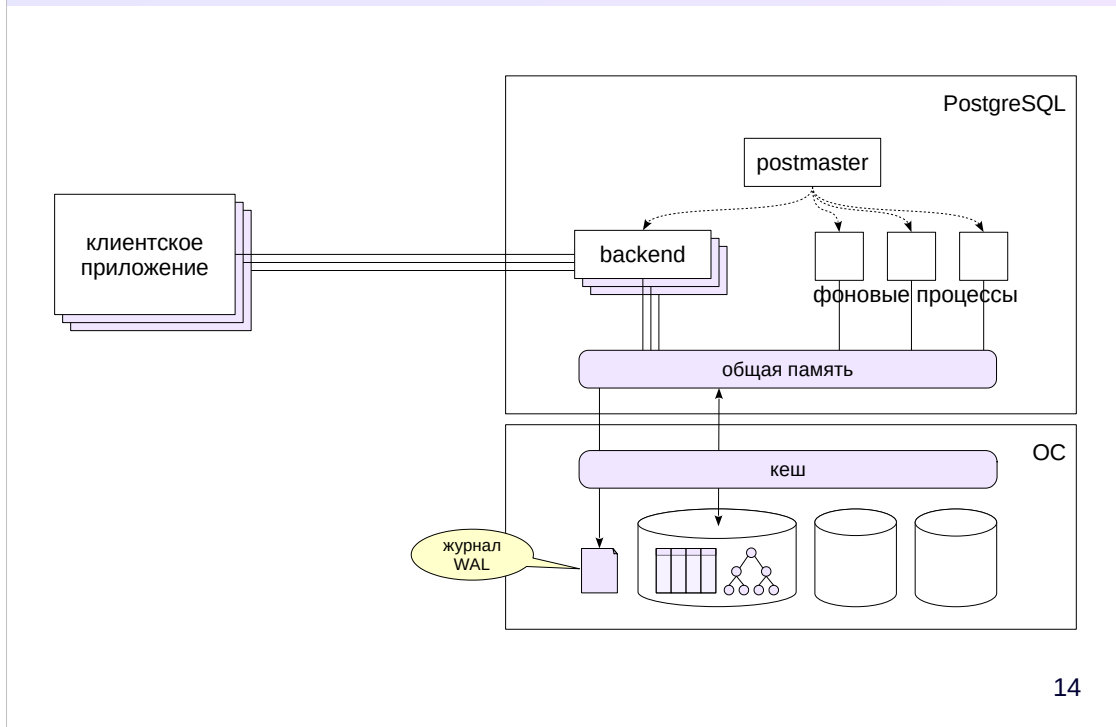 PostgreSQL
postmaster
клиентское
приложение
backend
фоновые процессы
общая память
ОС
кеш
журнал
WAL
14